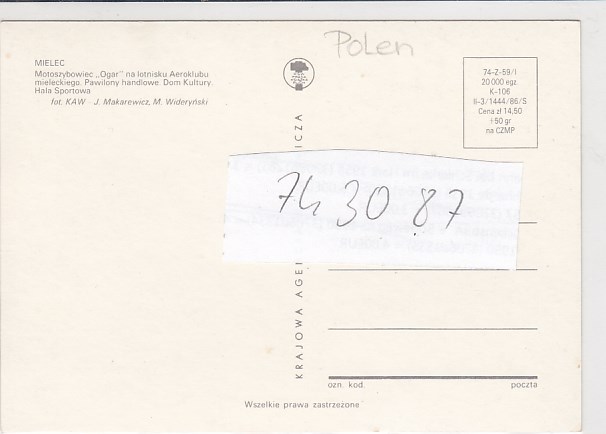 Polen
MIELEC
Motoszybowiec „Ogar" na lotnisku Aeroklubu
mieleckiego. Pawilony handlowe. Dom Kultury.
Hala Sportowa
fot. KAW - J. Makarewicz, M. Wideryński
74-Z-59/I
20 000 egz.
K-106
II-3/1444/86/S
Cena zł 14,50
+50 gr
na CZMP
74 30 87
KRAJOWA AGE
ICZA
ozn. kod. poczta
Wszelkie prawa zastrzeżone